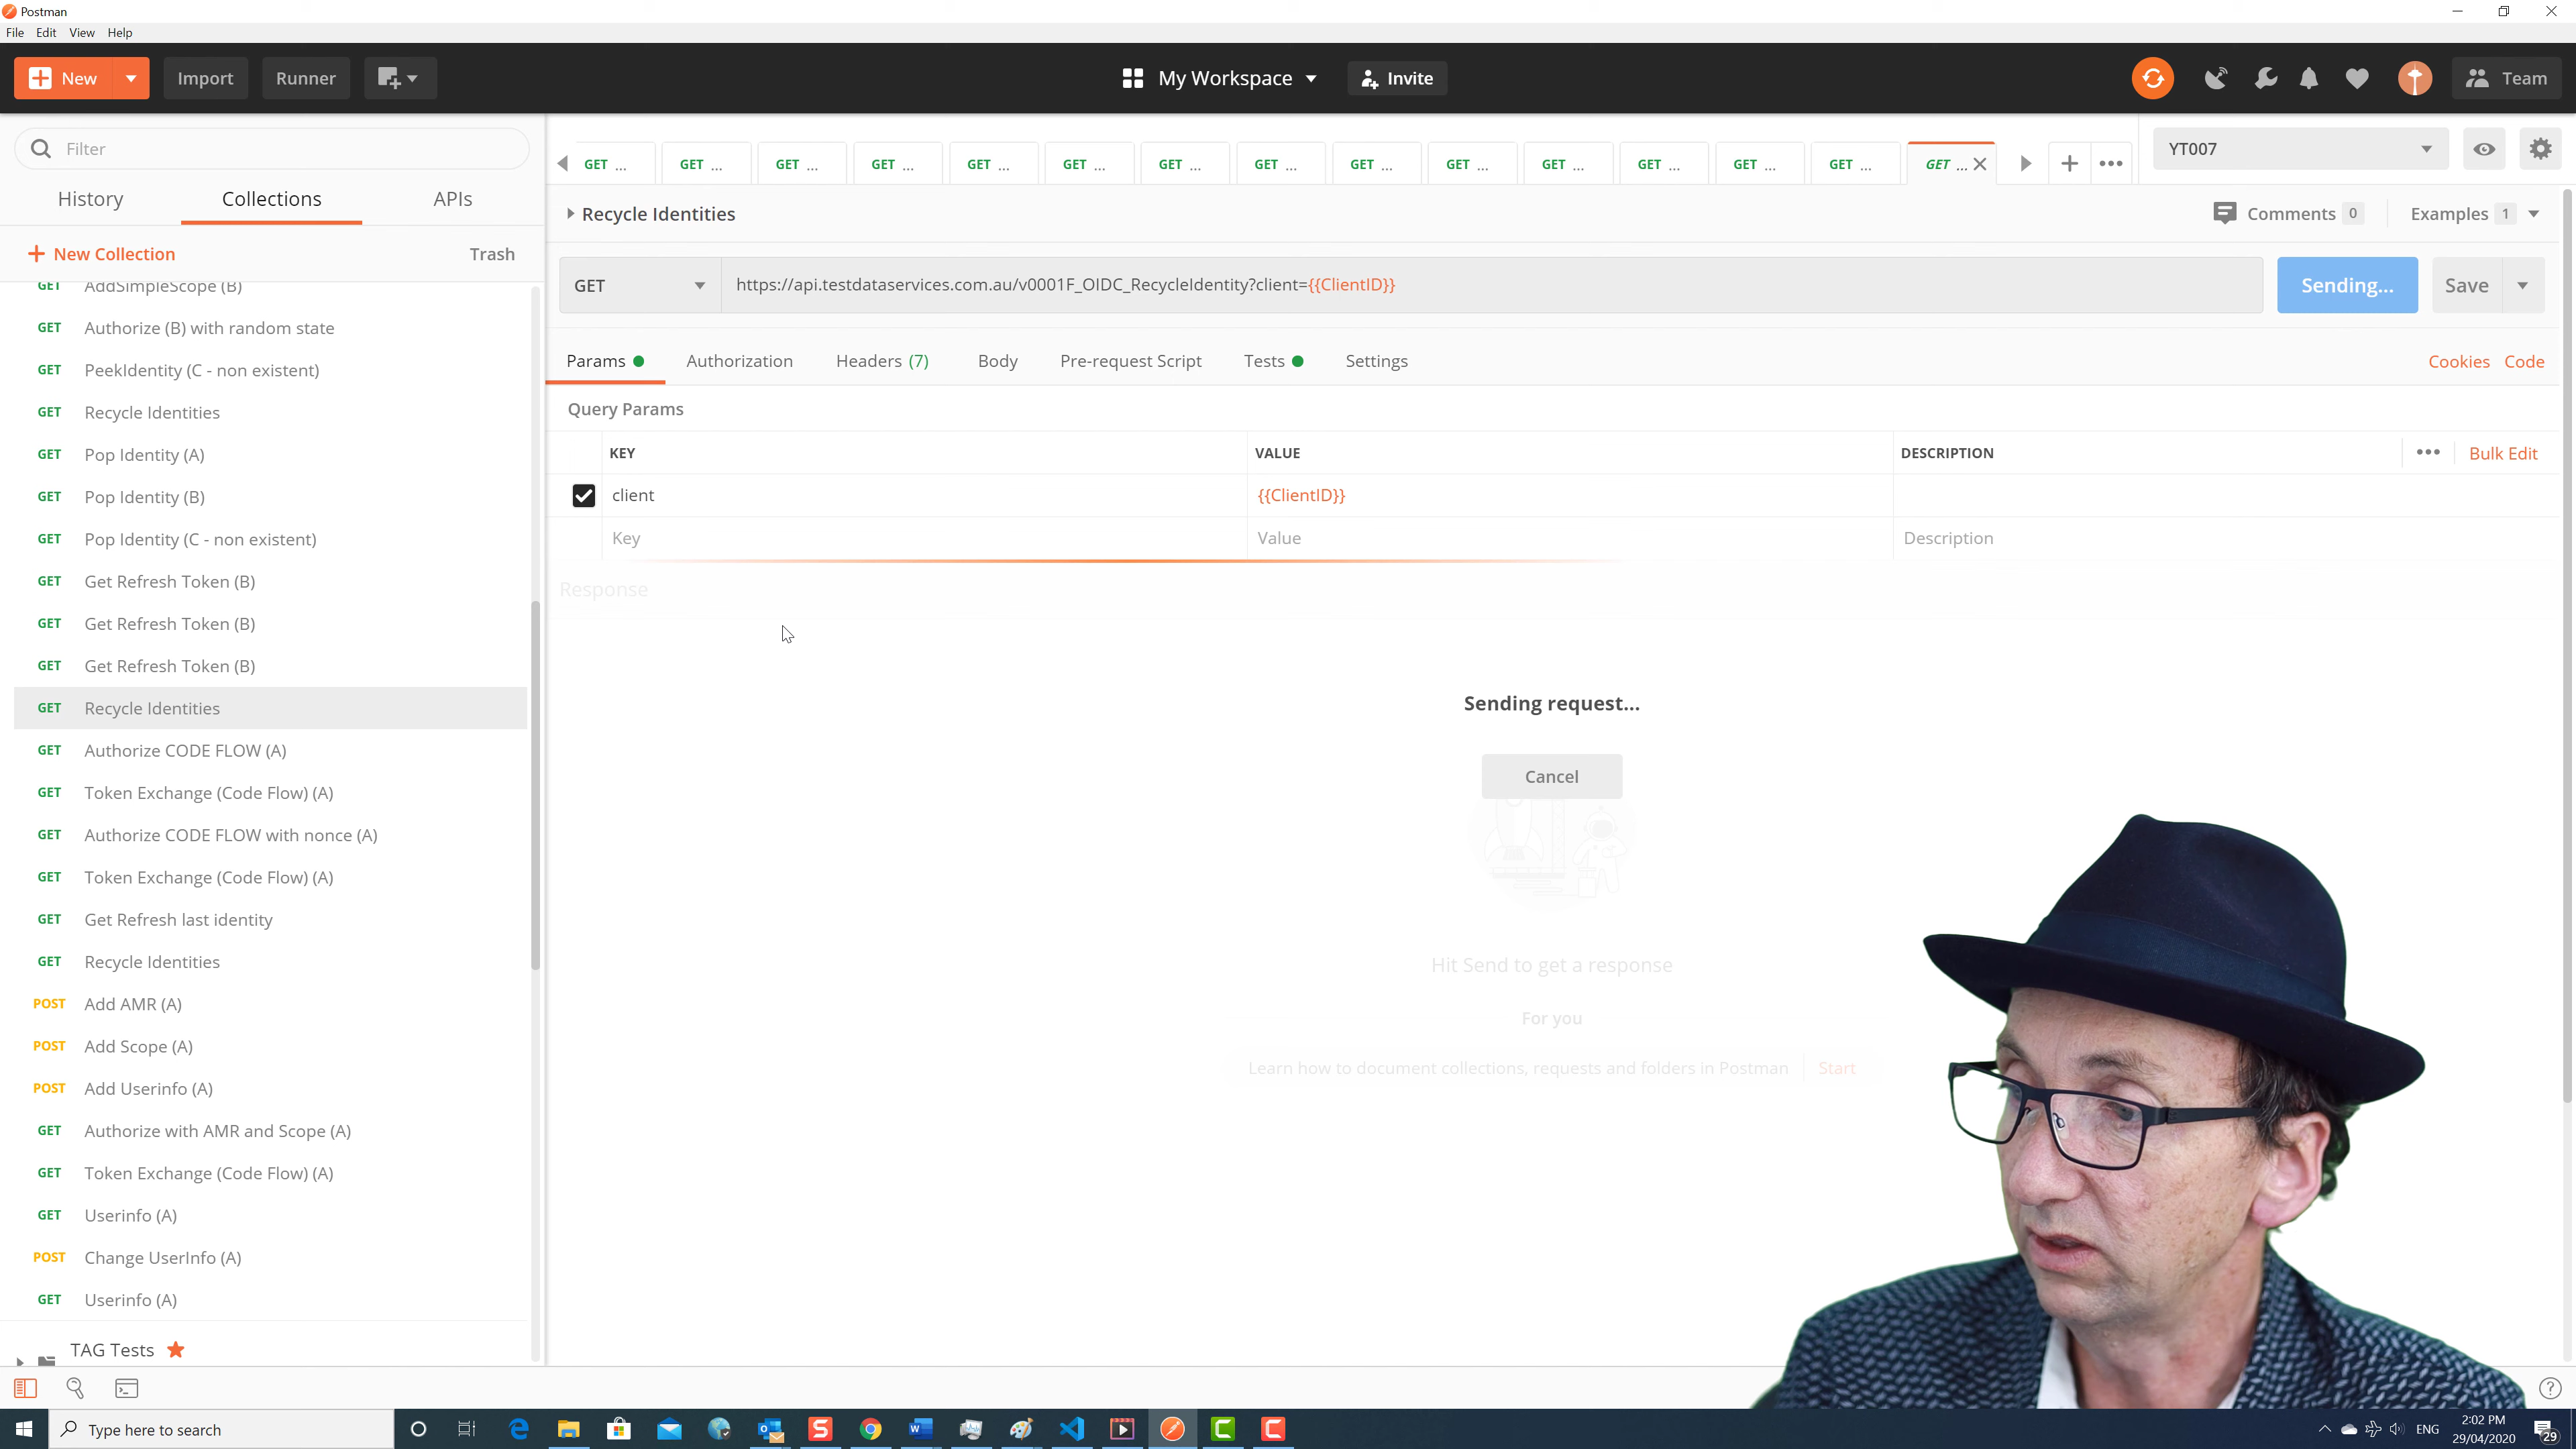 Postman
File Edit View Help
New Import Runner My Workspace Invite Team
Filter
History Collections APIs
New Collection Trash
GET AddSimpleScope (B)
GET Authorize (B) with random state
GET PeekIdentity (C - non existent)
GET Recycle Identities
GET Pop Identity (A)
GET Pop Identity (B)
GET Pop Identity (C - non existent)
GET Get Refresh Token (B)
GET Get Refresh Token (B)
GET Get Refresh Token (B)
GET Recycle Identities
GET Authorize CODE FLOW (A)
GET Token Exchange (Code Flow) (A)
GET Authorize CODE FLOW with nonce (A)
GET Token Exchange (Code Flow) (A)
GET Get Refresh last identity
GET Recycle Identities
POST Add AMR (A)
POST Add Scope (A)
POST Add Userinfo (A)
GET Authorize with AMR and Scope (A)
GET Token Exchange (Code Flow) (A)
GET Userinfo (A)
POST Change UserInfo (A)
GET Userinfo (A)
TAG Tests
GET ... GET ... GET ... GET ... GET ... GET ... GET ... GET ... GET ... GET ... GET ... GET ... GET ... GET ... GET ...
YT007
Recycle Identities Comments 0 Examples 1
GET https://api.testdataservices.com.au/v0001F_OIDC_RecycleIdentity?client={{ClientID}} Sending... Save
Params Authorization Headers (7) Body Pre-request Script Tests Settings Cookies Code
Query Params
KEY VALUE DESCRIPTION ••• Bulk Edit
client {{ClientID}}
Key Value Description
Response
Sending request...
Cancel
Hit Send to get a response
For you
Learn how to document collections, requests and folders in Postman Start
Type here to search
ENG
2:02 PM
29/04/2020
29